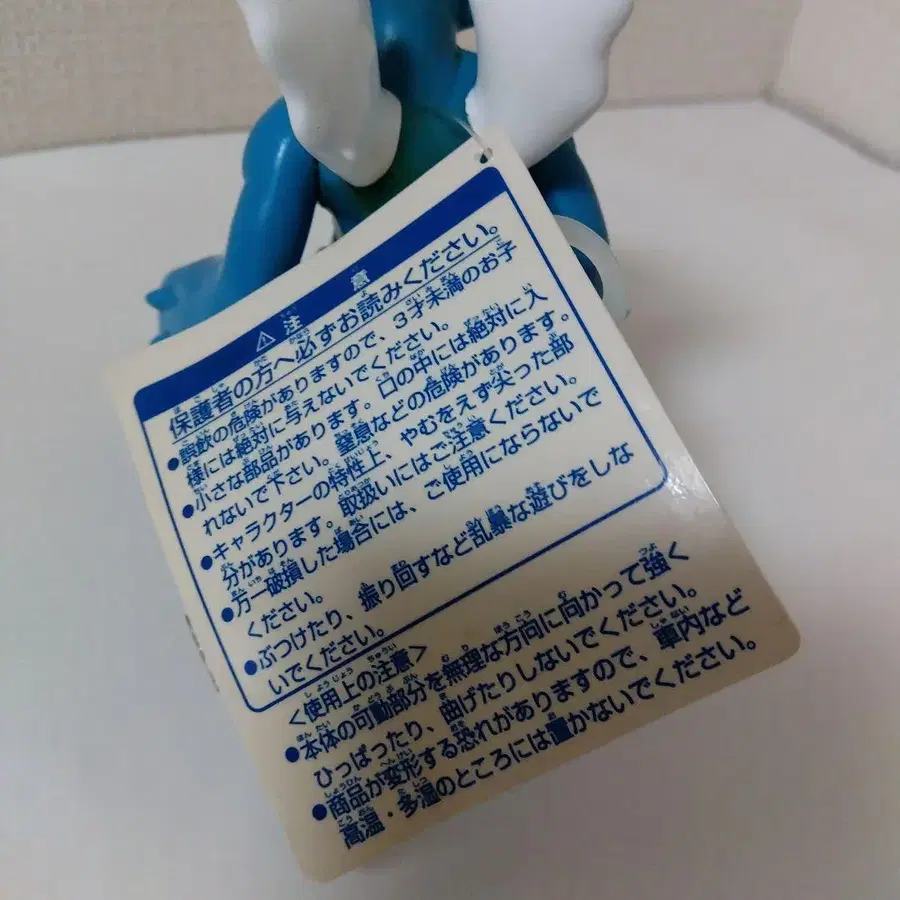 ⚠ 注 意
保護者の方へ必ずお読みください。
●誤飲の危険がありますので、3才未満のお子
様には絶対に与えないでください。
●小さな部品があります。口の中には絶対に入
れないで下さい。窒息などの危険があります。
●キャラクターの特性上、やむをえず尖った部
分があります。取扱いにはご注意ください。
●万一破損した場合には、ご使用にならないで
ください。
●ぶつけたり、振り回すなど乱暴な遊びをしな
いでください。
<使用上の注意>
●本体の可動部分を無理な方向に向かって強く
ひっぱったり、曲げたりしないでください。
●商品が変形する恐れがありますので、車内など
高温・多湿のところには置かないでください。